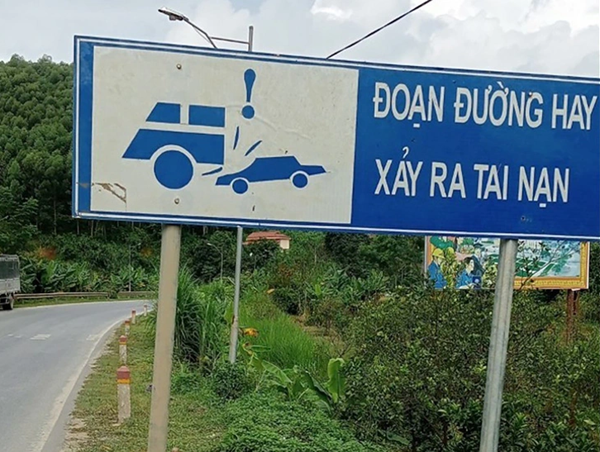 ĐOẠN ĐƯỜNG HAY
XẢY RA TAI NẠN